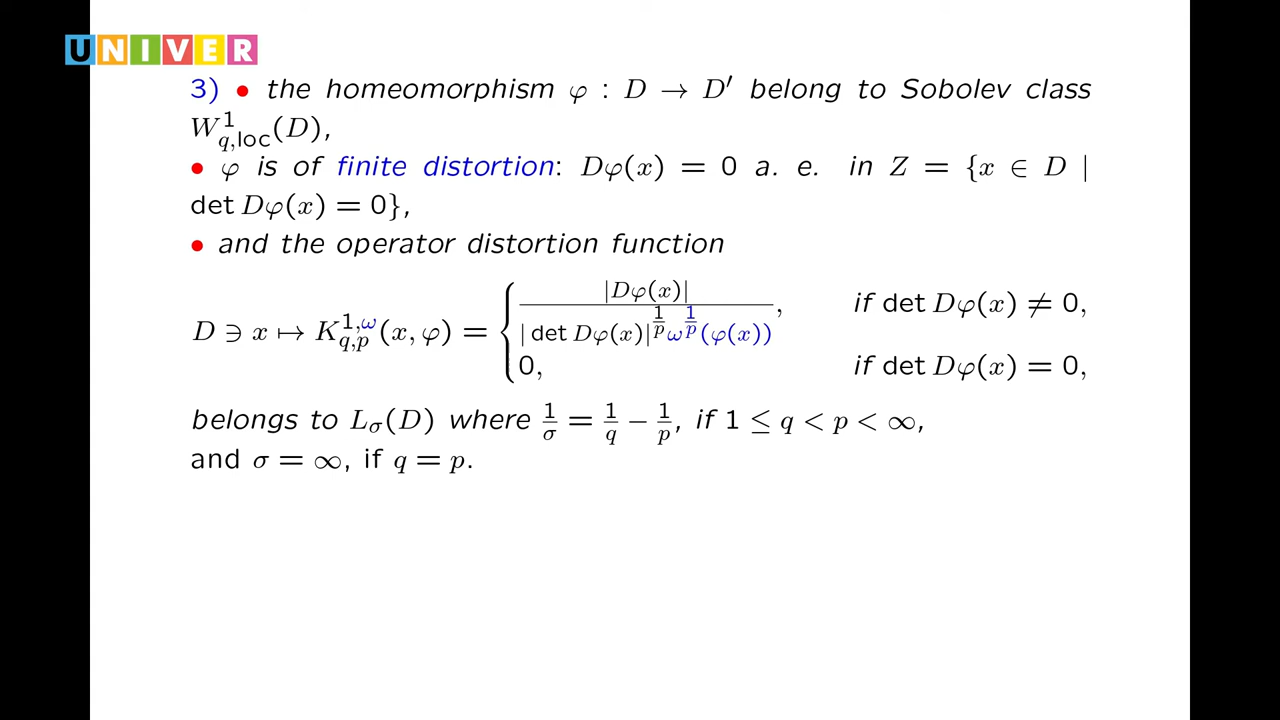 UNIVER
3) • the homeomorphism φ : D → D′ belong to Sobolev class
W^1_{q,loc}(D),
• φ is of finite distortion: Dφ(x) = 0 a. e. in Z = {x ∈ D |
det Dφ(x) = 0},
• and the operator distortion function
D ∋ x ↦ K^{1,ω}_{q,p}(x, φ) = { |Dφ(x)| / |det Dφ(x)|^{1/p} ω^{1/p}(φ(x)), if det Dφ(x) ≠ 0,
0, if det Dφ(x) = 0,
belongs to L_σ(D) where 1/σ = 1/q − 1/p, if 1 ≤ q < p < ∞,
and σ = ∞, if q = p.